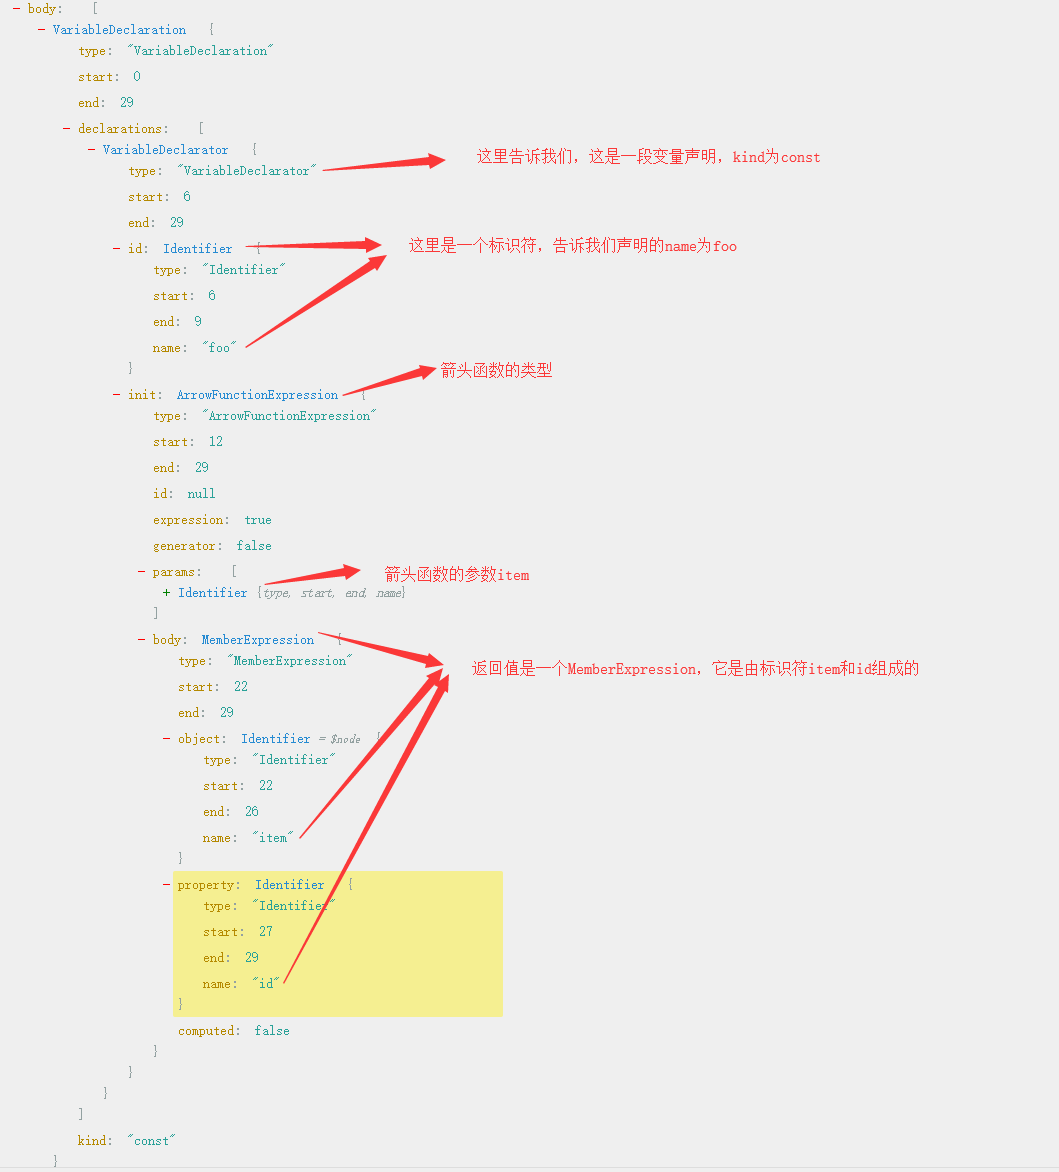 − body: [
− VariableDeclaration {
type: "VariableDeclaration"
start: 0
end: 29
− declarations: [
− VariableDeclarator {
type: "VariableDeclarator" 这里告诉我们，这是一段变量声明，kind为const
start: 6
end: 29
− id: Identifier { 这里是一个标识符，告诉我们声明的name为foo
type: "Identifier"
start: 6
end: 9
name: "foo"
}
箭头函数的类型
− init: ArrowFunctionExpression {
type: "ArrowFunctionExpression"
start: 12
end: 29
id: null
expression: true
generator: false
− params: [ 箭头函数的参数item
+ Identifier {type, start, end, name}
]
− body: MemberExpression {
type: "MemberExpression" 返回值是一个MemberExpression，它是由标识符item和id组成的
start: 22
end: 29
− object: Identifier = $node {
type: "Identifier"
start: 22
end: 26
name: "item"
}
− property: Identifier {
type: "Identifier"
start: 27
end: 29
name: "id"
}
computed: false
}
}
}
]
kind: "const"
}